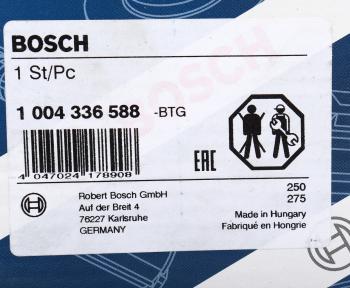 BOSCH
1 St/Pc
1 004 336 588 -BTG
4 047024 178908
EAC
Robert Bosch GmbH
Auf der Breit 4
76227 Karlsruhe
GERMANY
250
275
Made in Hungary
Fabriqué en Hongrie
BOSCH